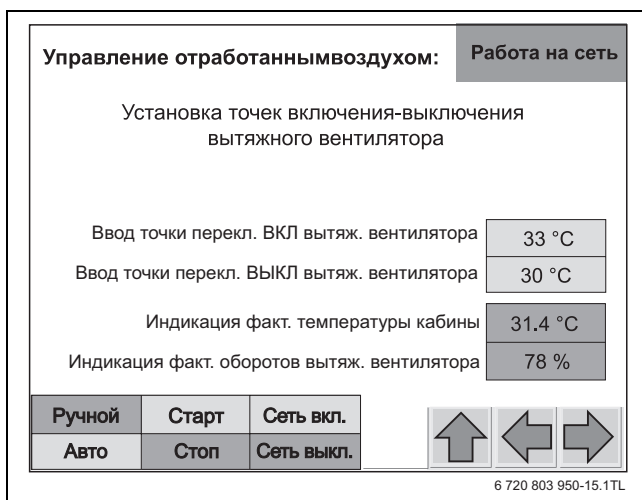 Управление отработаннымвоздухом:
Работа на сеть
Установка точек включения-выключения
вытяжного вентилятора
Ввод точки перекл. ВКЛ вытяж. вентилятора 33 °C
Ввод точки перекл. ВЫКЛ вытяж. вентилятора 30 °C
Индикация факт. температуры кабины 31.4 °C
Индикация факт. оборотов вытяж. вентилятора 78 %
Ручной Старт Сеть вкл.
Авто Стоп Сеть выкл.
6 720 803 950-15.1TL